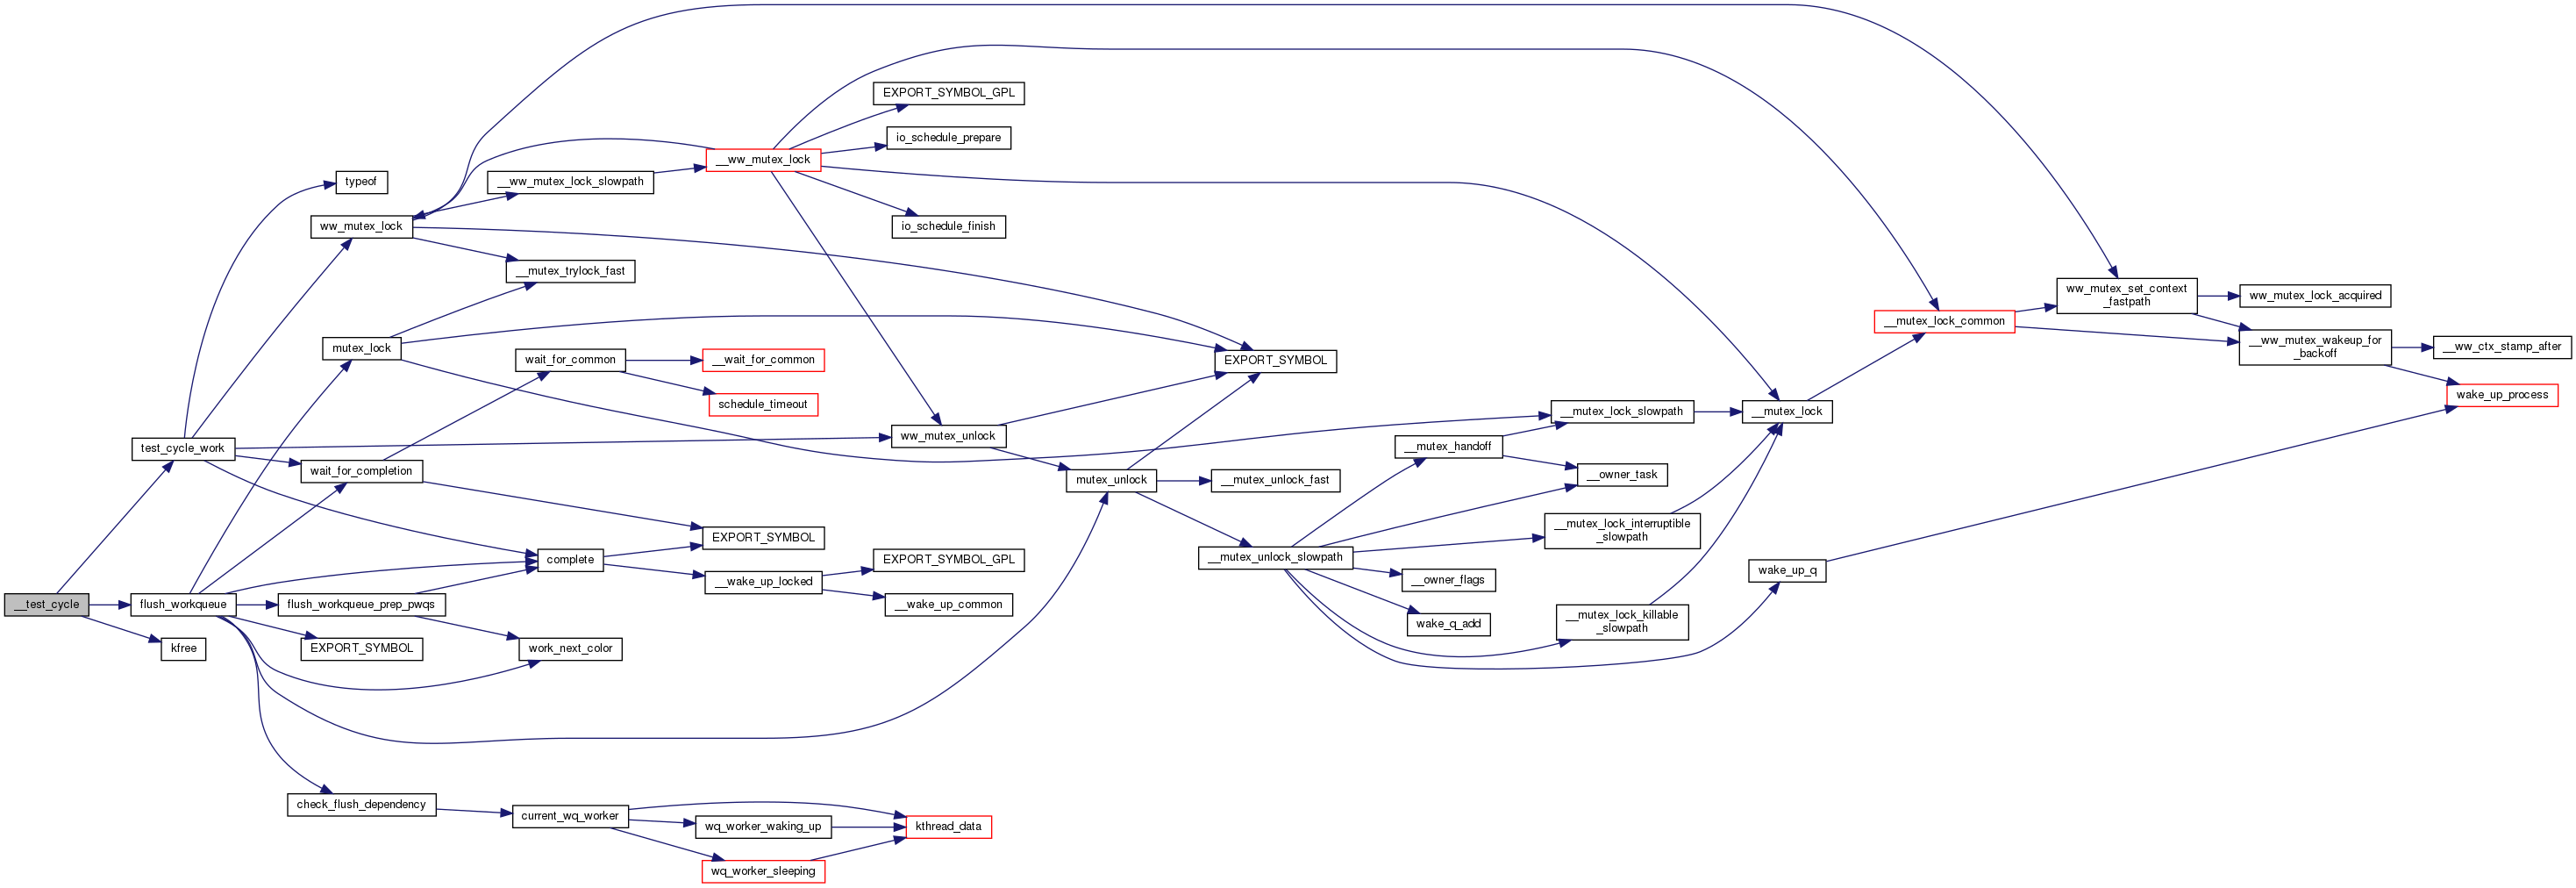 __test_cycle
test_cycle_work
flush_workqueue
kfree
typeof
ww_mutex_lock
mutex_lock
wait_for_completion
flush_workqueue_prep_pwqs
EXPORT_SYMBOL
check_flush_dependency
__ww_mutex_lock_slowpath
__mutex_trylock_fast
wait_for_common
complete
work_next_color
current_wq_worker
__ww_mutex_lock
__wait_for_common
schedule_timeout
EXPORT_SYMBOL
__wake_up_locked
wq_worker_waking_up
wq_worker_sleeping
EXPORT_SYMBOL_GPL
io_schedule_prepare
io_schedule_finish
ww_mutex_unlock
EXPORT_SYMBOL_GPL
__wake_up_common
kthread_data
mutex_unlock
EXPORT_SYMBOL
__mutex_unlock_fast
__mutex_unlock_slowpath
__mutex_handoff
__owner_flags
wake_q_add
__mutex_lock_slowpath
__owner_task
__mutex_lock_interruptible
_slowpath
__mutex_lock_killable
_slowpath
__mutex_lock
wake_up_q
__mutex_lock_common
ww_mutex_set_context
_fastpath
ww_mutex_lock_acquired
__ww_mutex_wakeup_for
_backoff
__ww_ctx_stamp_after
wake_up_process